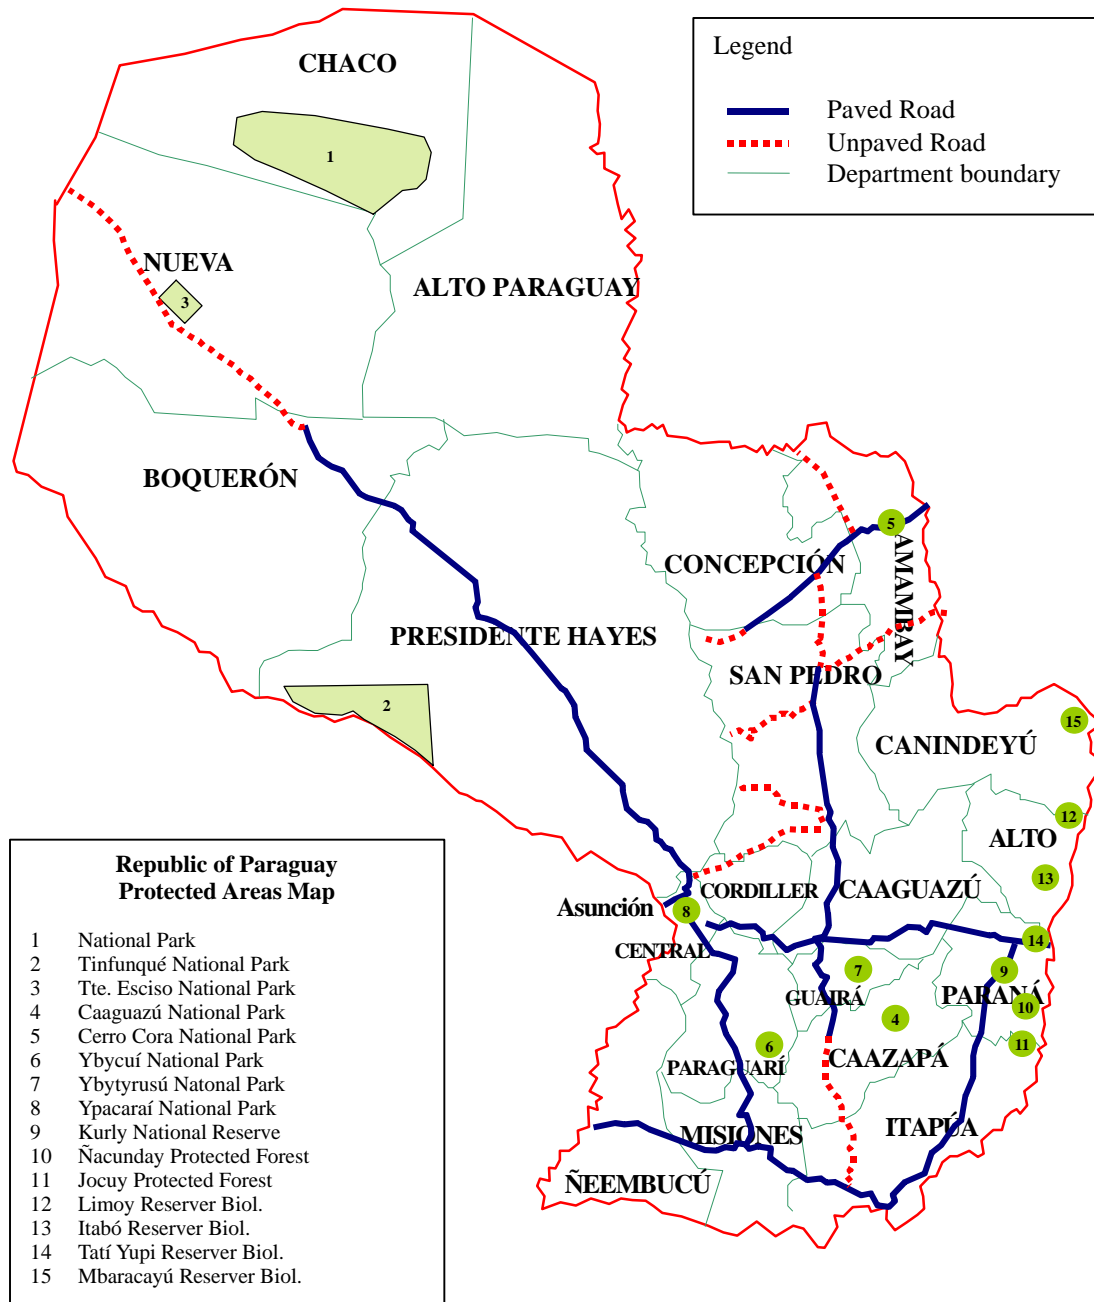 Legend
Paved Road
Unpaved Road
Department boundary
CHACO
1
NUEVA
3
ALTO PARAGUAY
BOQUERÓN
5
AMAMBAY
CONCEPCIÓN
PRESIDENTE HAYES
SAN PEDRO
2
15
CANINDEYÚ
12
ALTO
13
CORDILLER
CAAGUAZÚ
Asunción
8
14
CENTRAL
7
9
GUAIRÁ
PARANÁ
10
4
6
11
PARAGUARÍ
CAAZAPÁ
MISIONES
ITAPÚA
ÑEEMBUCÚ
Republic of Paraguay
Protected Areas Map
1 National Park
2 Tinfunqué National Park
3 Tte. Esciso National Park
4 Caaguazú National Park
5 Cerro Cora National Park
6 Ybycuí National Park
7 Ybytyrusú Natonal Park
8 Ypacaraí National Park
9 Kurly National Reserve
10 Ñacunday Protected Forest
11 Jocuy Protected Forest
12 Limoy Reserver Biol.
13 Itabó Reserver Biol.
14 Tatí Yupi Reserver Biol.
15 Mbaracayú Reserver Biol.